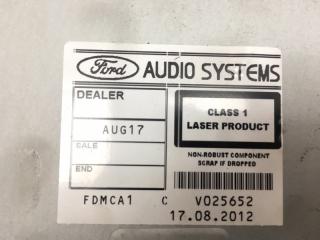 Ford AUDIO SYSTEMS
DEALER
AUG17
SALE
END
CLASS 1
LASER PRODUCT
NON-ROBUST COMPONENT
SCRAP IF DROPPED
FDMCA1 C V025652
17.08.2012